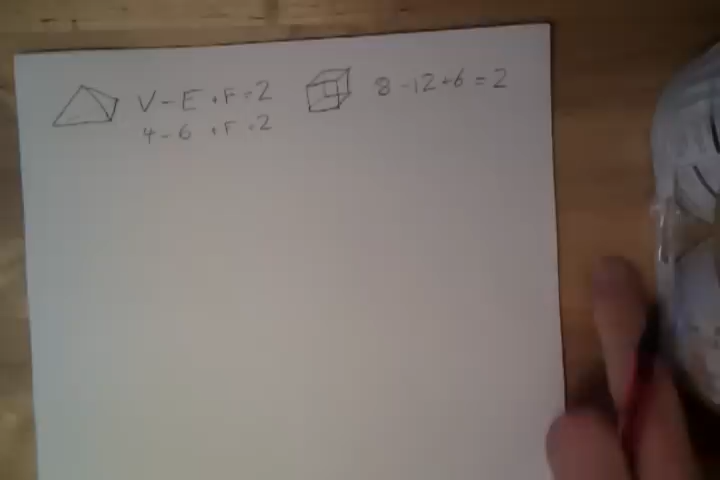 V - E + F = 2
4 - 6 + F = 2
8 - 12 + 6 = 2